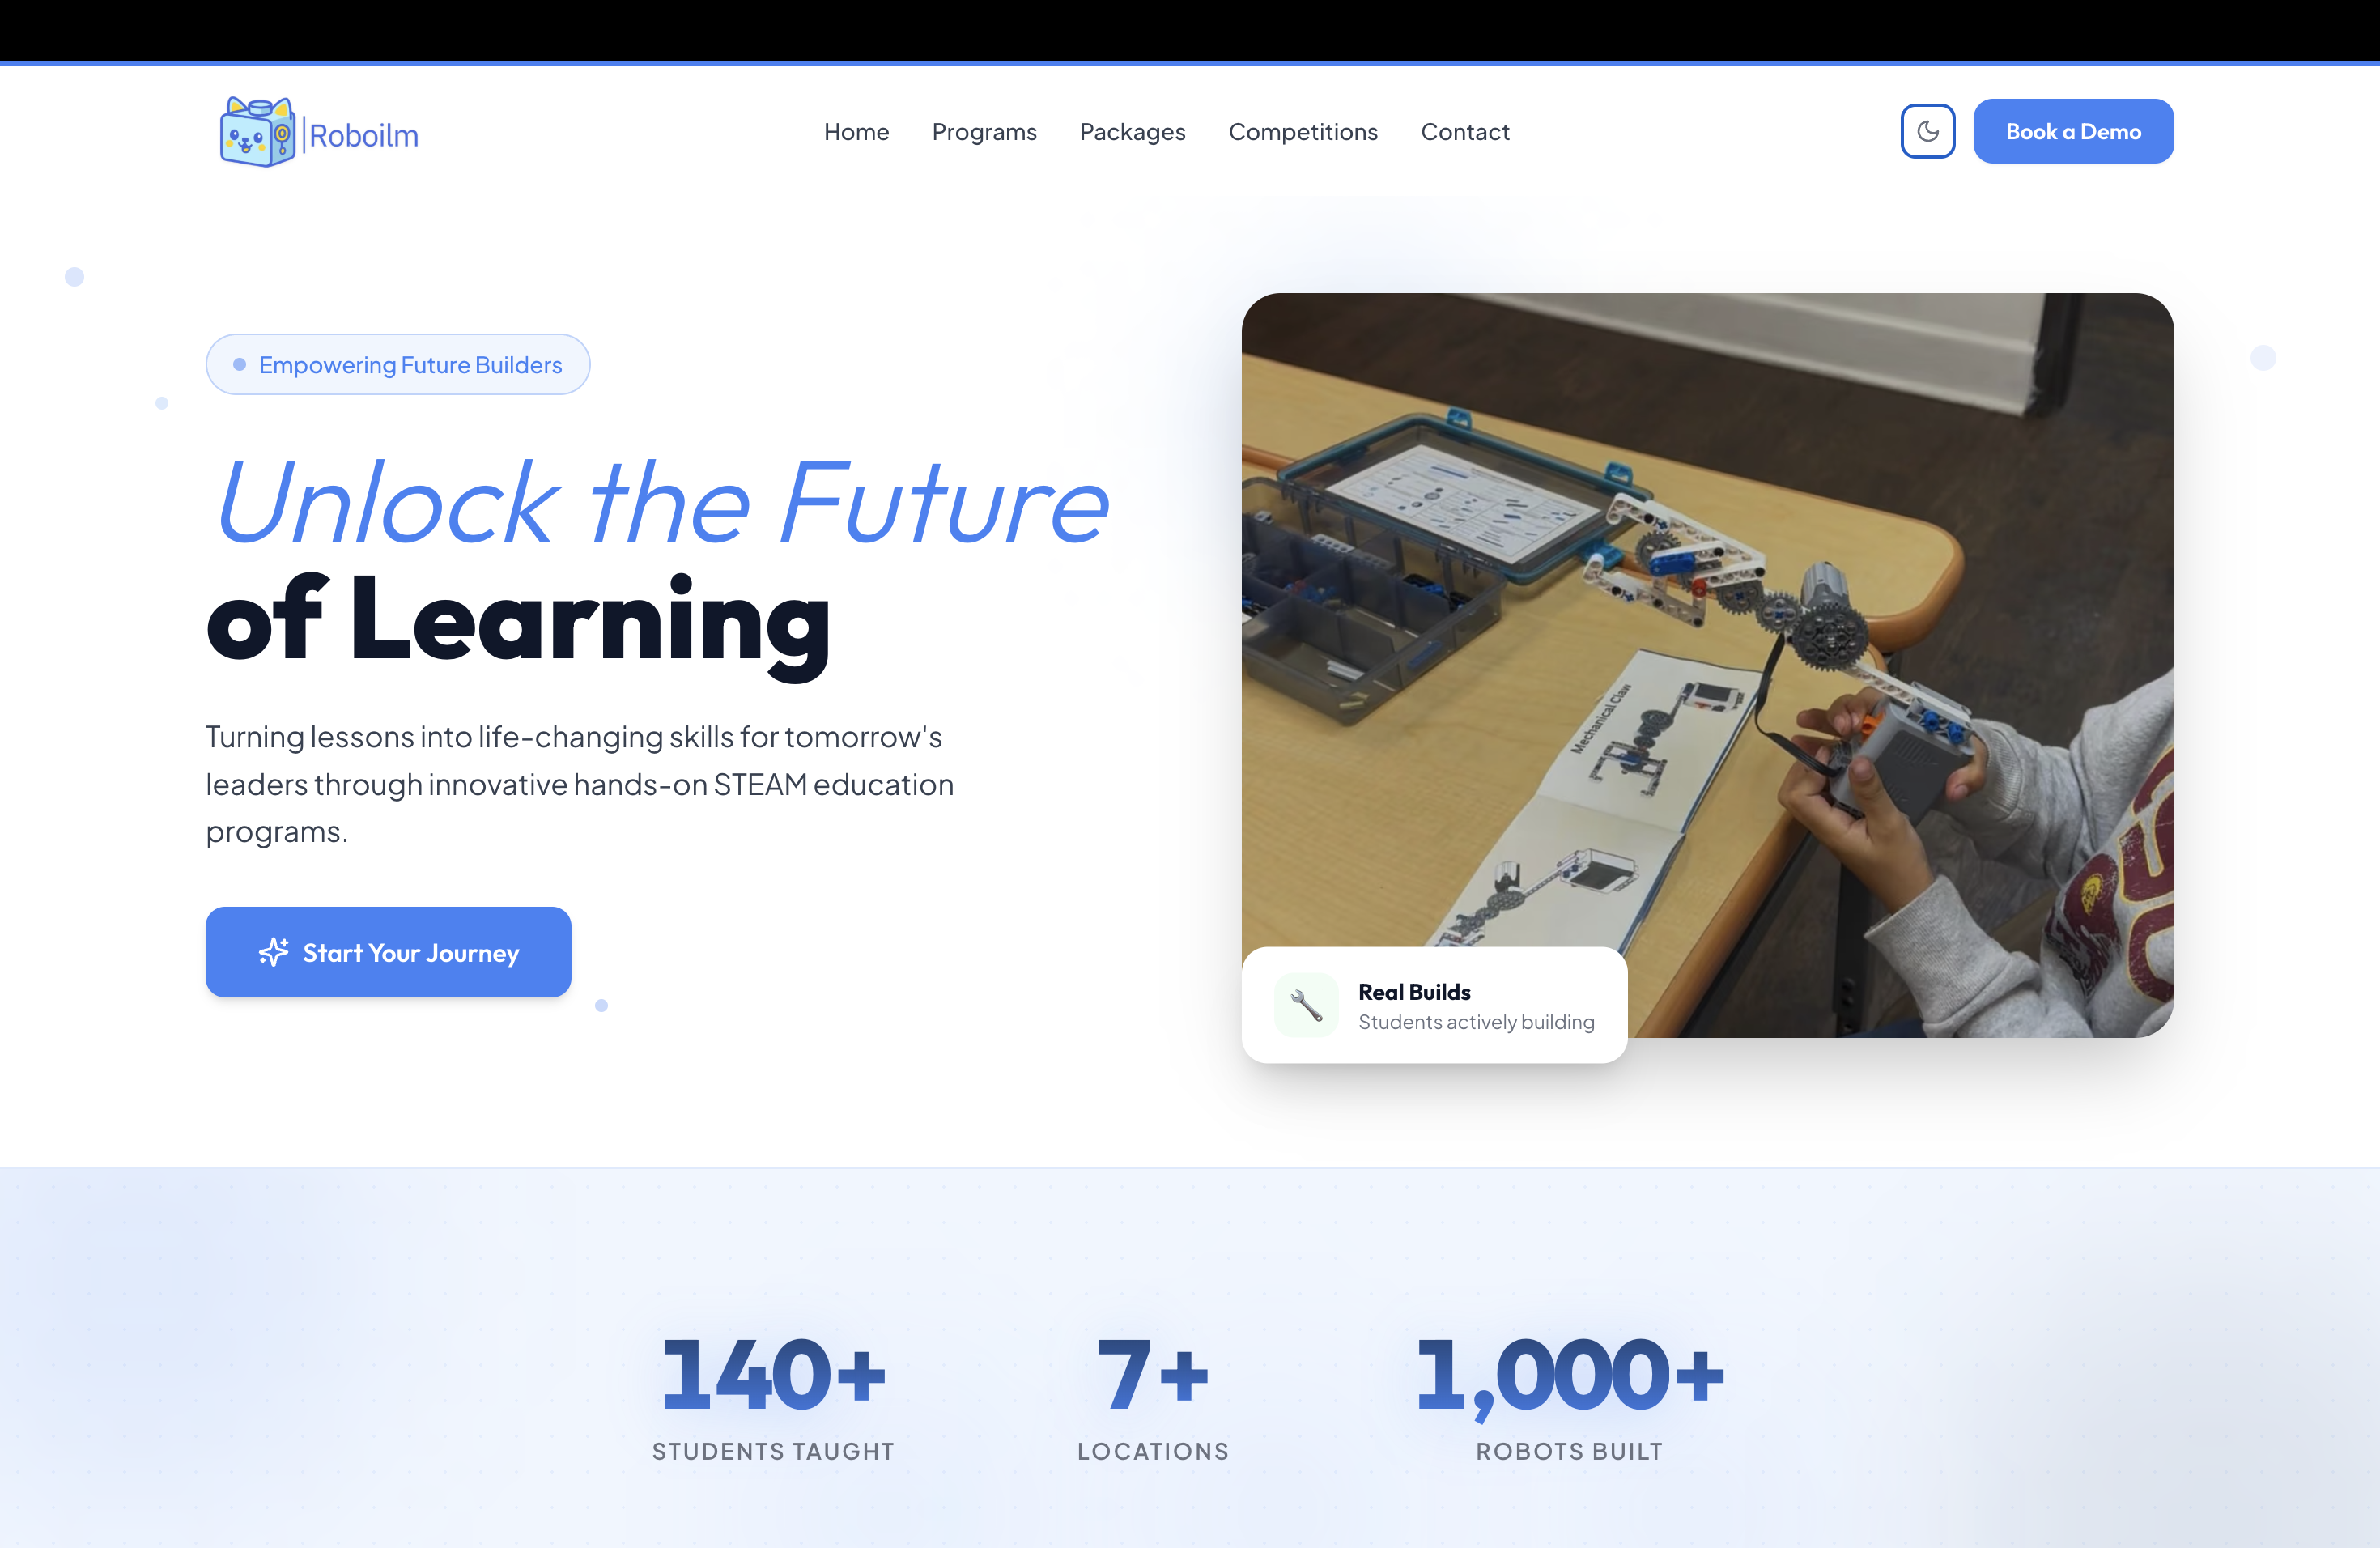 Roboilm
Home Programs Packages Competitions Contact
Book a Demo
Empowering Future Builders
Unlock the Future
of Learning
Turning lessons into life-changing skills for tomorrow's
leaders through innovative hands-on STEAM education
programs.
Start Your Journey
Mechanical Claw
Real Builds
Students actively building
140+
STUDENTS TAUGHT
7+
LOCATIONS
1,000+
ROBOTS BUILT